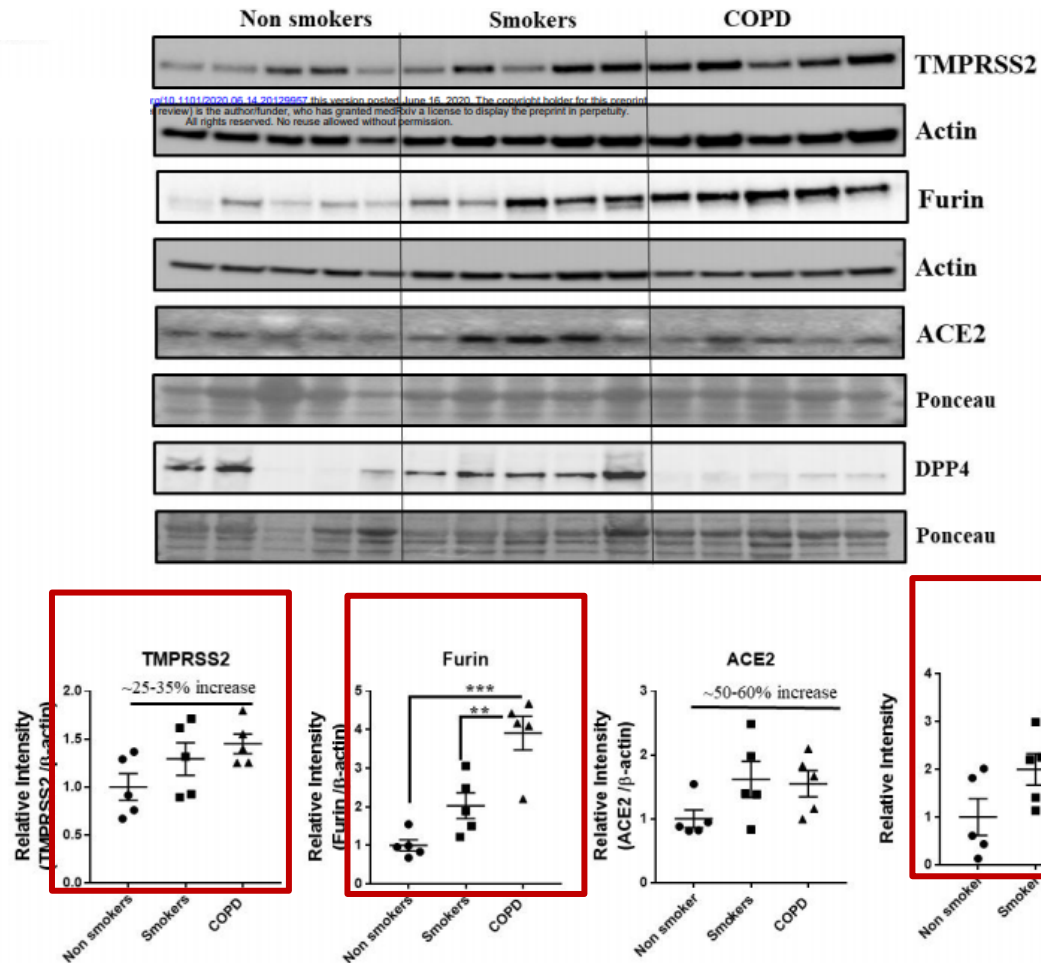 Non smokers Smokers COPD
TMPRSS2
rg/10.1101/2020.06.14.20129957 this version posted June 16, 2020. The copyright holder for this preprint
review) is the author/funder, who has granted medRxiv a license to display the preprint in perpetuity.
All rights reserved. No reuse allowed without permission.
Actin
Furin
Actin
ACE2
Ponceau
DPP4
Ponceau
TMPRSS2
~25-35% increase
Relative Intensity
(TMPRSS2 /β-actin)
2.0
1.5
1.0
0.5
0.0
Non smokers
Smokers
COPD
Furin
***
**
Relative Intensity
(Furin /β-actin)
5
4
3
2
1
0
Non smokers
Smokers
COPD
ACE2
~50-60% increase
Relative Intensity
(ACE2 /β-actin)
3
2
1
0
Non smoker
Smokers
COPD
Relative Intensity
4
3
2
1
0
Non smoker
Smoker